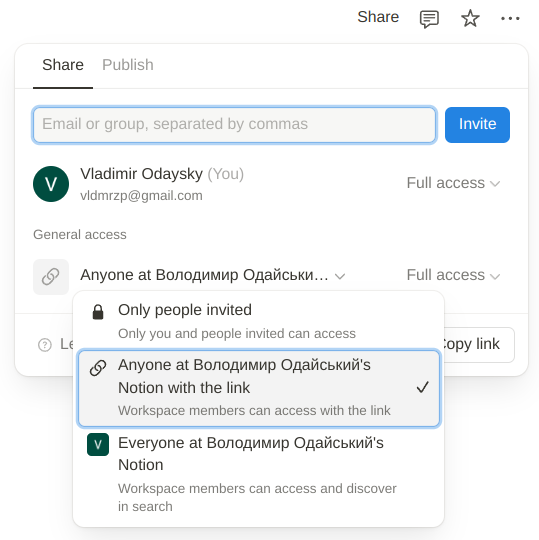 Share
Share Publish
Email or group, separated by commas Invite
V Vladimir Odaysky (You) Full access
vldmrzp@gmail.com
General access
Anyone at Володимир Одайськи… Full access
Only people invited
Only you and people invited can access
? Le
opy link
Anyone at Володимир Одайський's
Notion with the link
Workspace members can access with the link
V Everyone at Володимир Одайський's
Notion
Workspace members can access and discover
in search